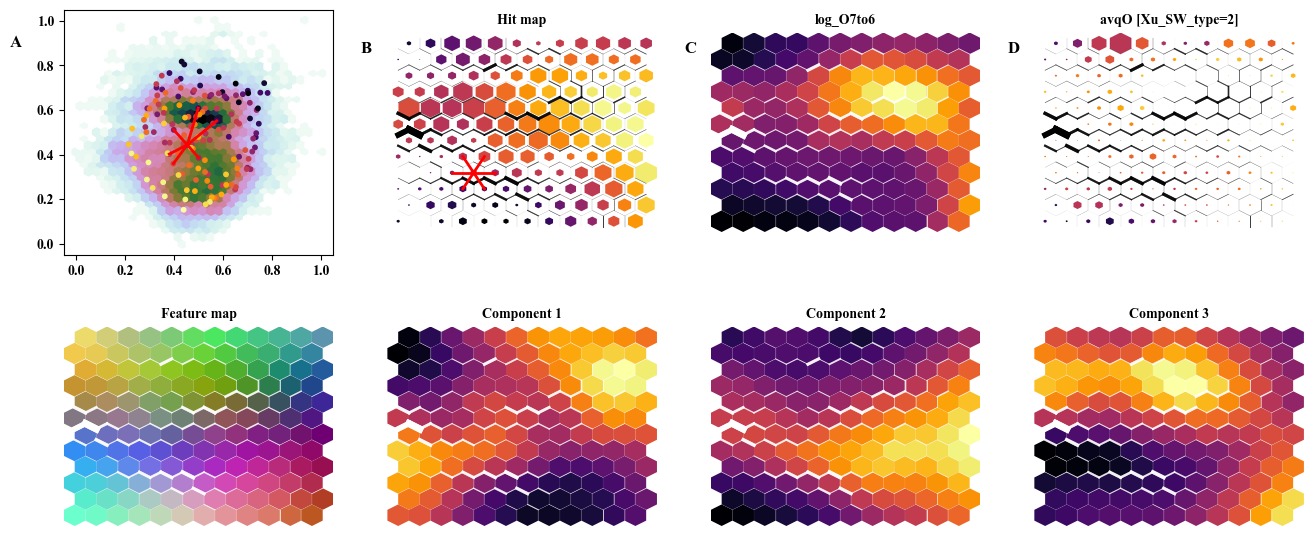 A
1.0
0.8
0.6
0.4
0.2
0.0
0.0 0.2 0.4 0.6 0.8 1.0
B
Hit map
C
log_O7to6
D
avqO [Xu_SW_type=2]
Feature map
Component 1
Component 2
Component 3